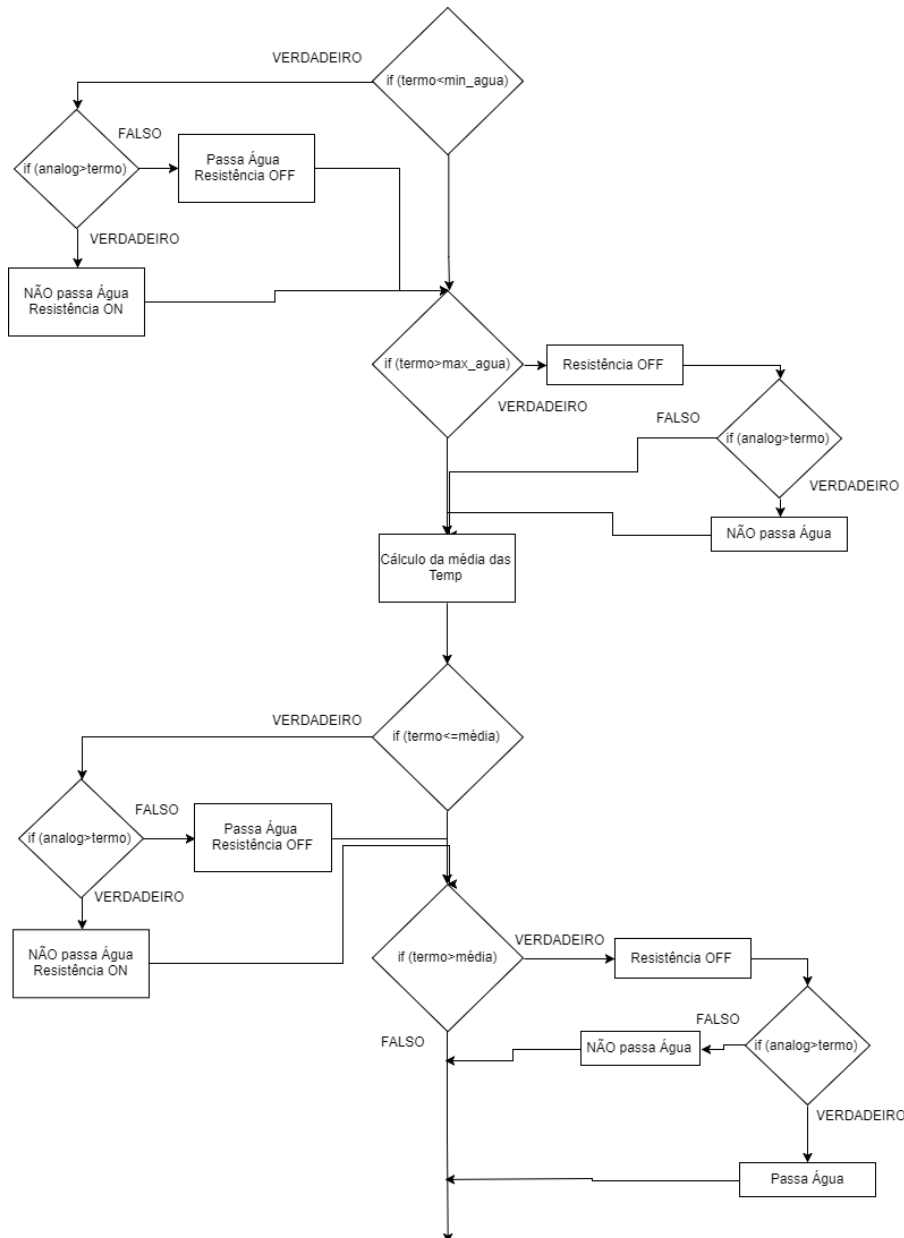 if (termo<min_agua)
VERDADEIRO
if (analog>termo)
FALSO
Passa Água
Resistência OFF
VERDADEIRO
NÃO passa Água
Resistência ON
if (termo>max_agua)
VERDADEIRO
Resistência OFF
if (analog>termo)
FALSO
VERDADEIRO
NÃO passa Água
Cálculo da média das
Temp
if (termo<=média)
VERDADEIRO
if (analog>termo)
FALSO
Passa Água
Resistência OFF
VERDADEIRO
NÃO passa Água
Resistência ON
if (termo>média)
VERDADEIRO
Resistência OFF
FALSO
if (analog>termo)
FALSO
NÃO passa Água
VERDADEIRO
Passa Água